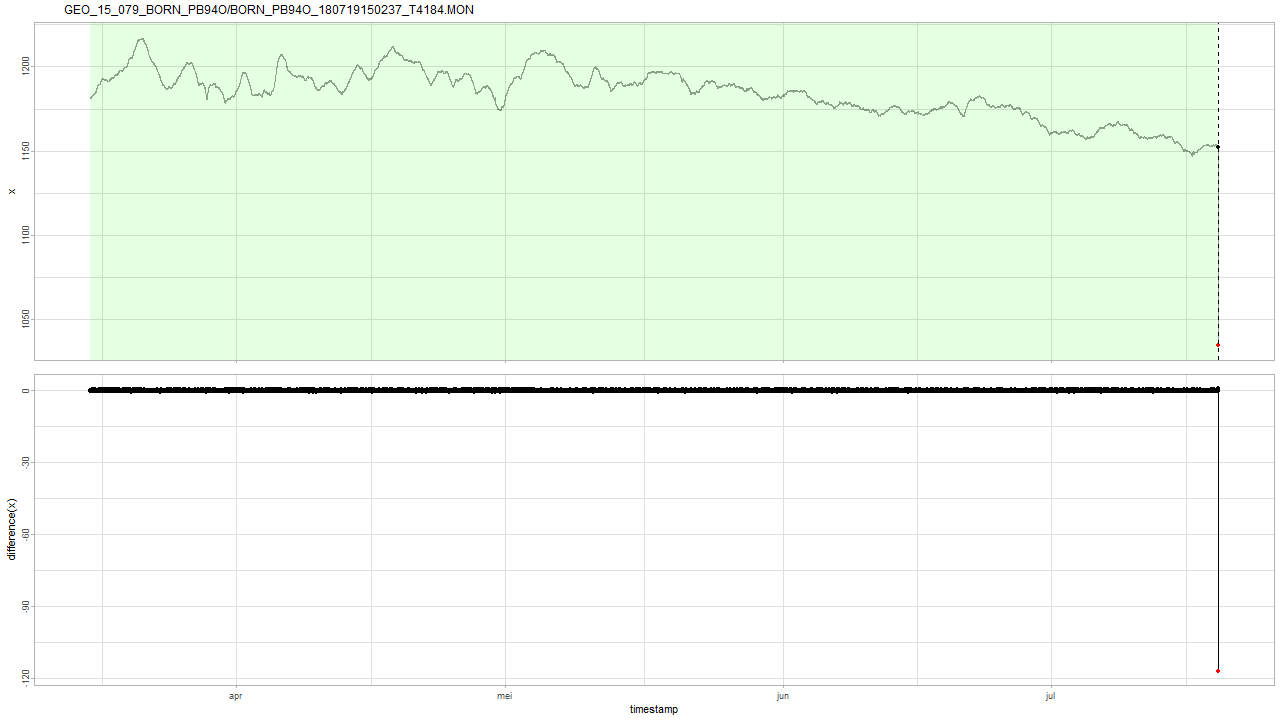 GEO_15_079_BORN_PB94O/BORN_PB94O_180719150237_T4184.MON
1200
1150
1100
1050
x
0
-30
-60
-90
-120
difference(x)
apr mei jun jul
timestamp